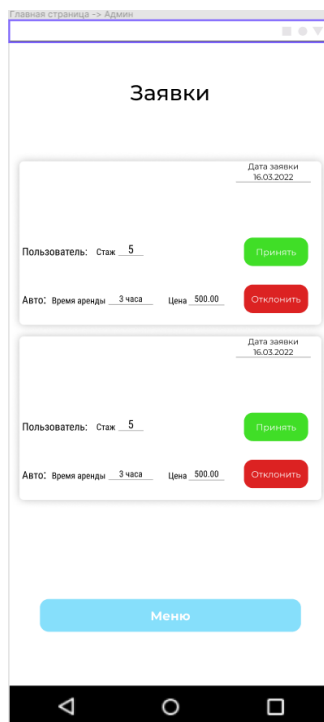 Главная страница -> Админ
Заявки
Дата заявки
16.03.2022
Пользователь: Стаж 5
Принять
Авто: Время аренды 3 часа Цена 500.00
Отклонить
Дата заявки
16.03.2022
Пользователь: Стаж 5
Принять
Авто: Время аренды 3 часа Цена 500.00
Отклонить
Меню